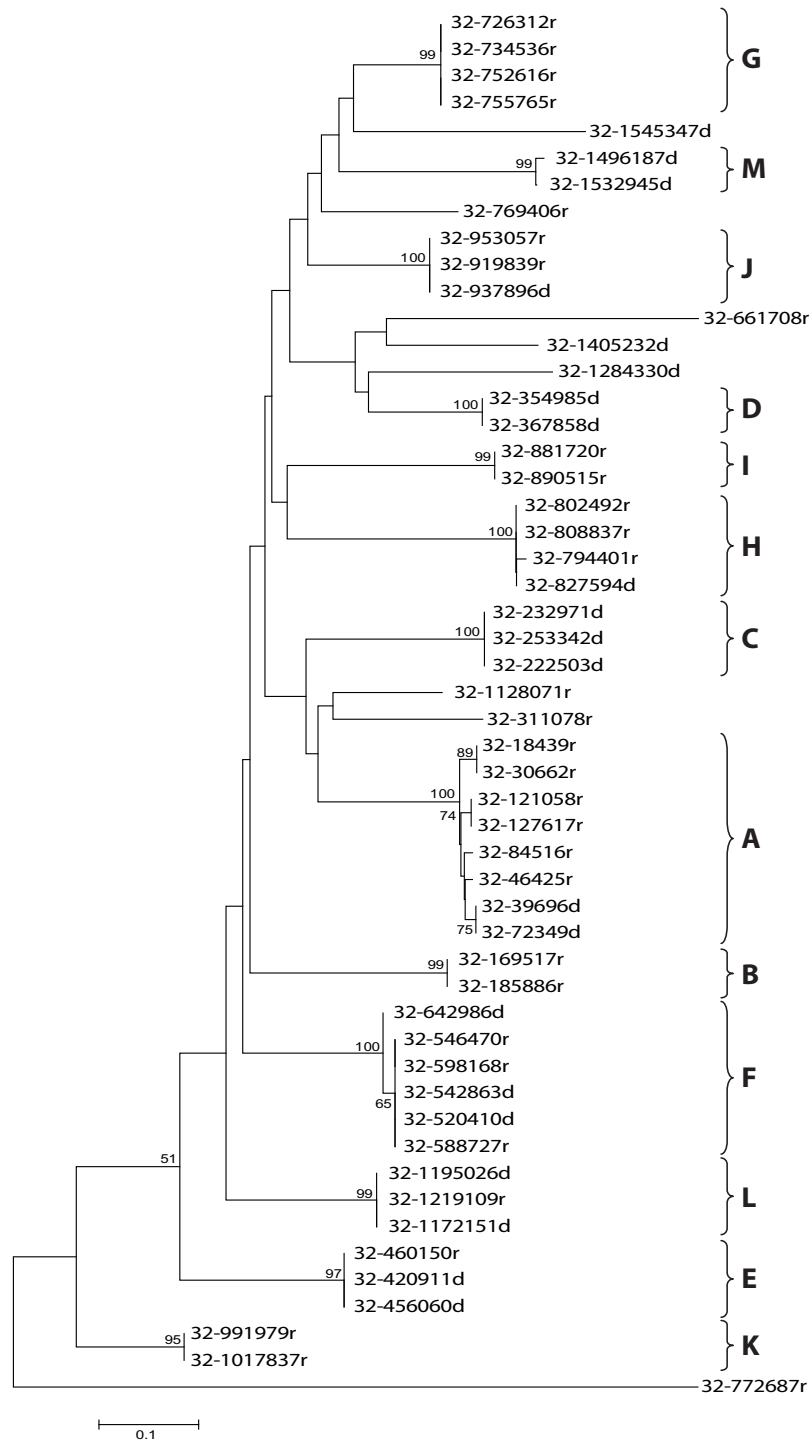 32-726312r
99
32-734536r
G
32-752616r
32-755765r
32-1545347d
32-1496187d
99
M
32-1532945d
32-769406r
32-953057r
100
32-919839r
J
32-937896d
32-661708r
32-1405232d
32-1284330d
32-354985d
100
D
32-367858d
32-881720r
99
I
32-890515r
32-802492r
100
32-808837r
H
32-794401r
32-827594d
32-232971d
100
32-253342d
C
32-222503d
32-1128071r
32-311078r
32-18439r
89
32-30662r
100
32-121058r
74
32-127617r
A
32-84516r
32-46425r
32-39696d
75
32-72349d
32-169517r
99
B
32-185886r
32-642986d
100
32-546470r
32-598168r
F
32-542863d
65
32-520410d
32-588727r
51
32-1195026d
99
32-1219109r
L
32-1172151d
32-460150r
97
32-420911d
E
32-456060d
32-991979r
95
K
32-1017837r
32-772687r
0.1